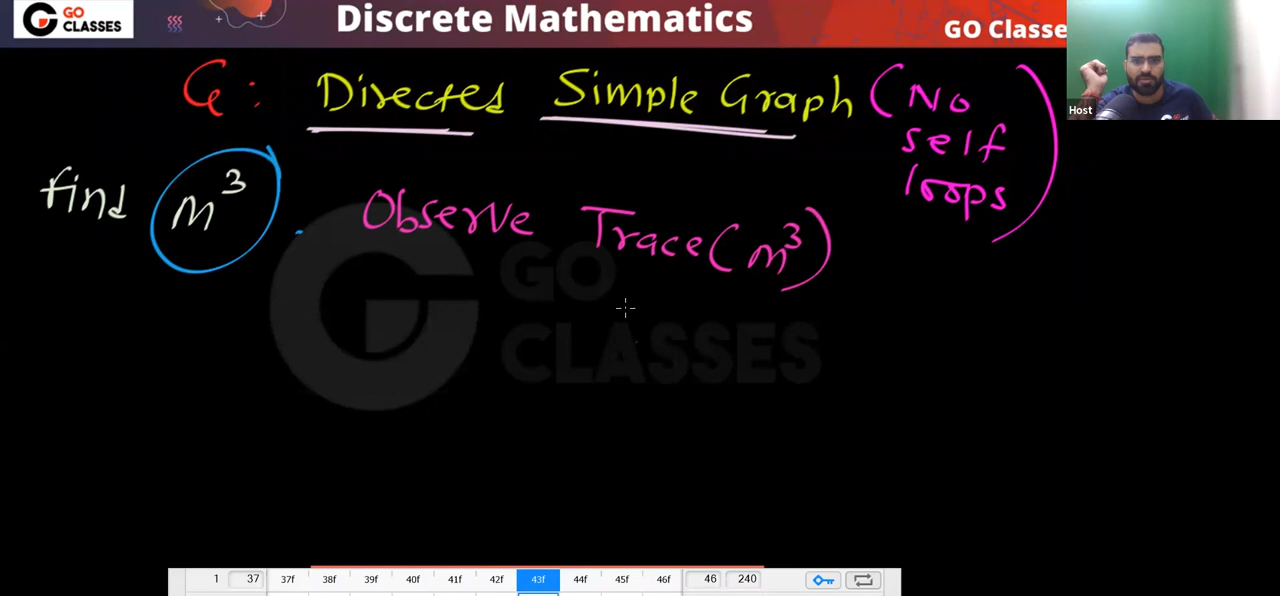 GO CLASSES
Discrete Mathematics
GO Classe
G: Directed Simple Graph (No self loops)
find M³. Observe Trace(M³)
GO CLASSES
Host
1 37 37f 38f 39f 40f 41f 42f 43f 44f 45f 46f 46 240